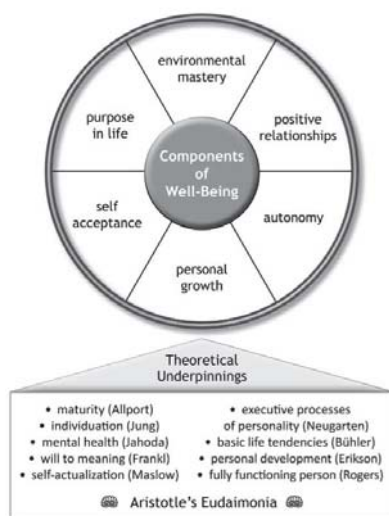 environmental
mastery
purpose
in life
positive
relationships
Components
of
Well-Being
self
acceptance
autonomy
personal
growth
Theoretical
Underpinnings
• maturity (Allport)
• individuation (Jung)
• mental health (Jahoda)
• will to meaning (Frankl)
• self-actualization (Maslow)
• executive processes
of personality (Neugarten)
• basic life tendencies (Bühler)
• personal development (Erikson)
• fully functioning person (Rogers)
Aristotle's Eudaimonia